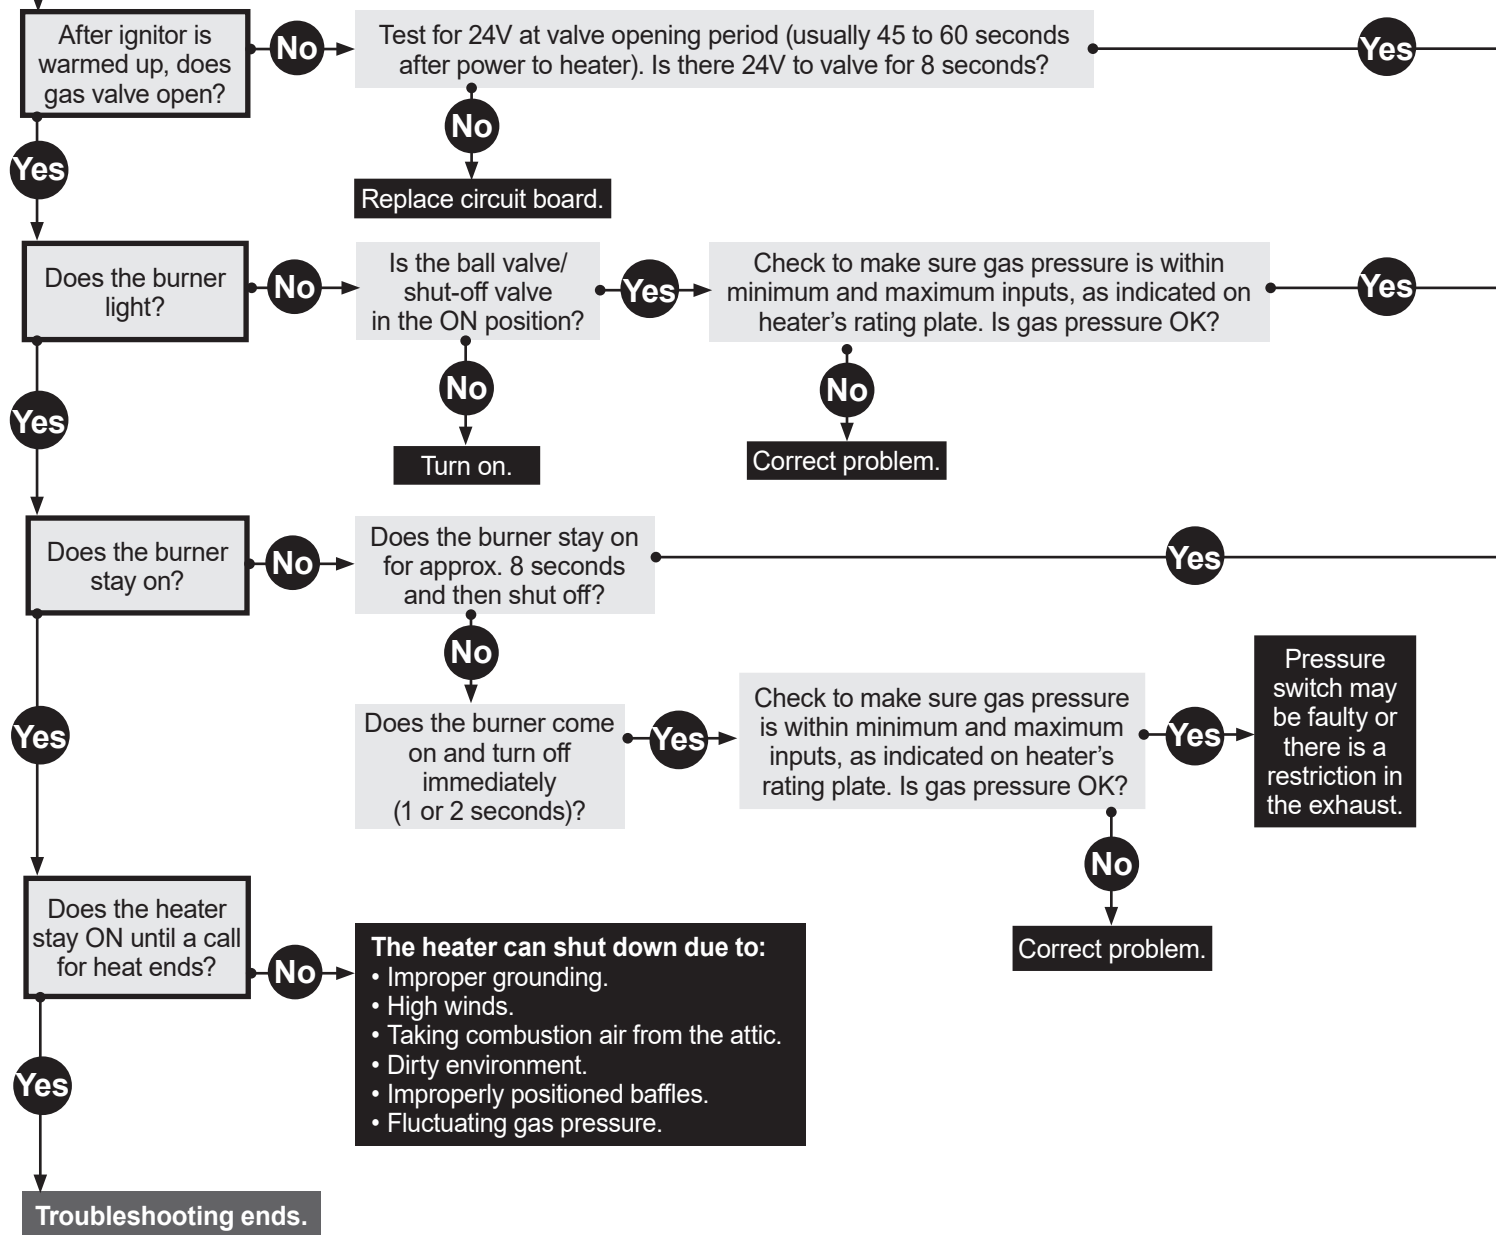 After ignitor is
warmed up, does
gas valve open?
No
Test for 24V at valve opening period (usually 45 to 60 seconds
after power to heater). Is there 24V to valve for 8 seconds?
Yes
No
Replace circuit board.
Yes
Does the burner
light?
No
Is the ball valve/
shut-off valve
in the ON position?
Yes
Check to make sure gas pressure is within
minimum and maximum inputs, as indicated on
heater’s rating plate. Is gas pressure OK?
Yes
No
Turn on.
No
Correct problem.
Yes
Does the burner
stay on?
No
Does the burner stay on
for approx. 8 seconds
and then shut off?
Yes
No
Does the burner come
on and turn off
immediately
(1 or 2 seconds)?
Yes
Check to make sure gas pressure
is within minimum and maximum
inputs, as indicated on heater’s
rating plate. Is gas pressure OK?
Yes
Pressure
switch may
be faulty or
there is a
restriction in
the exhaust.
No
Correct problem.
Yes
Does the heater
stay ON until a call
for heat ends?
No
The heater can shut down due to:
• Improper grounding.
• High winds.
• Taking combustion air from the attic.
• Dirty environment.
• Improperly positioned baffles.
• Fluctuating gas pressure.
Yes
Troubleshooting ends.